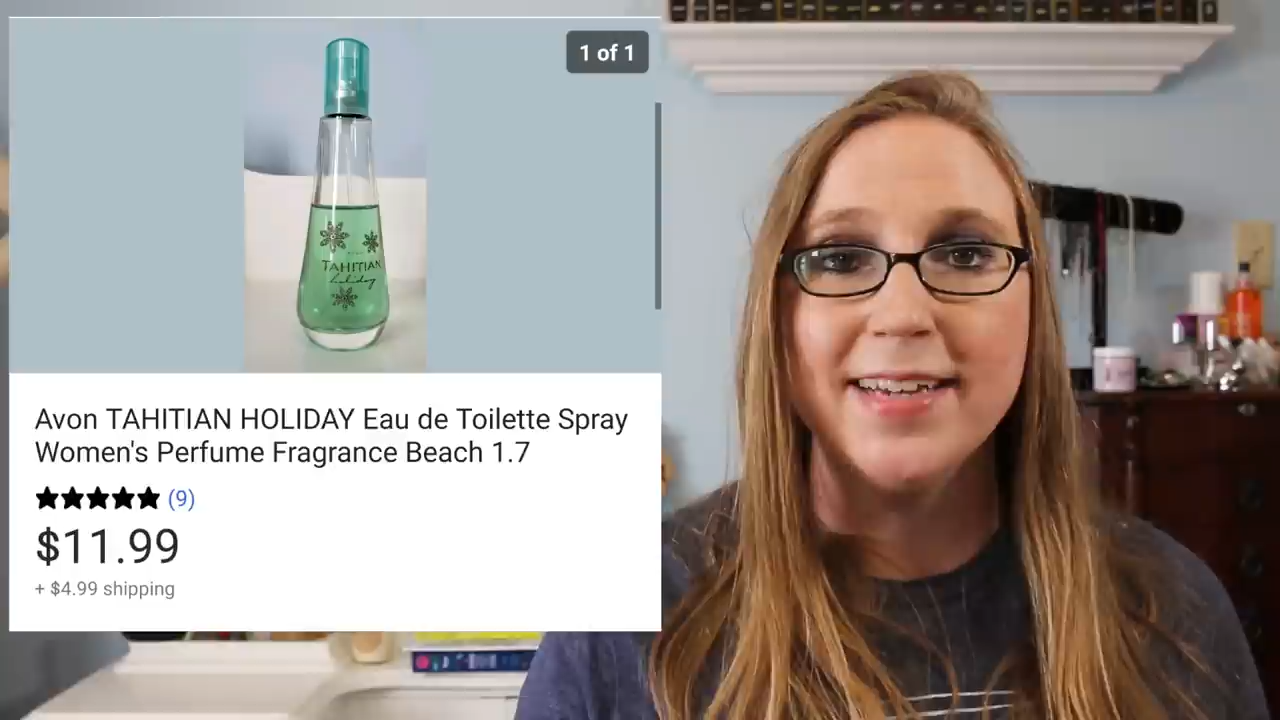 1 of 1
TAHITIAN
holiday
Avon TAHITIAN HOLIDAY Eau de Toilette Spray
Women's Perfume Fragrance Beach 1.7
(9)
$11.99
+ $4.99 shipping